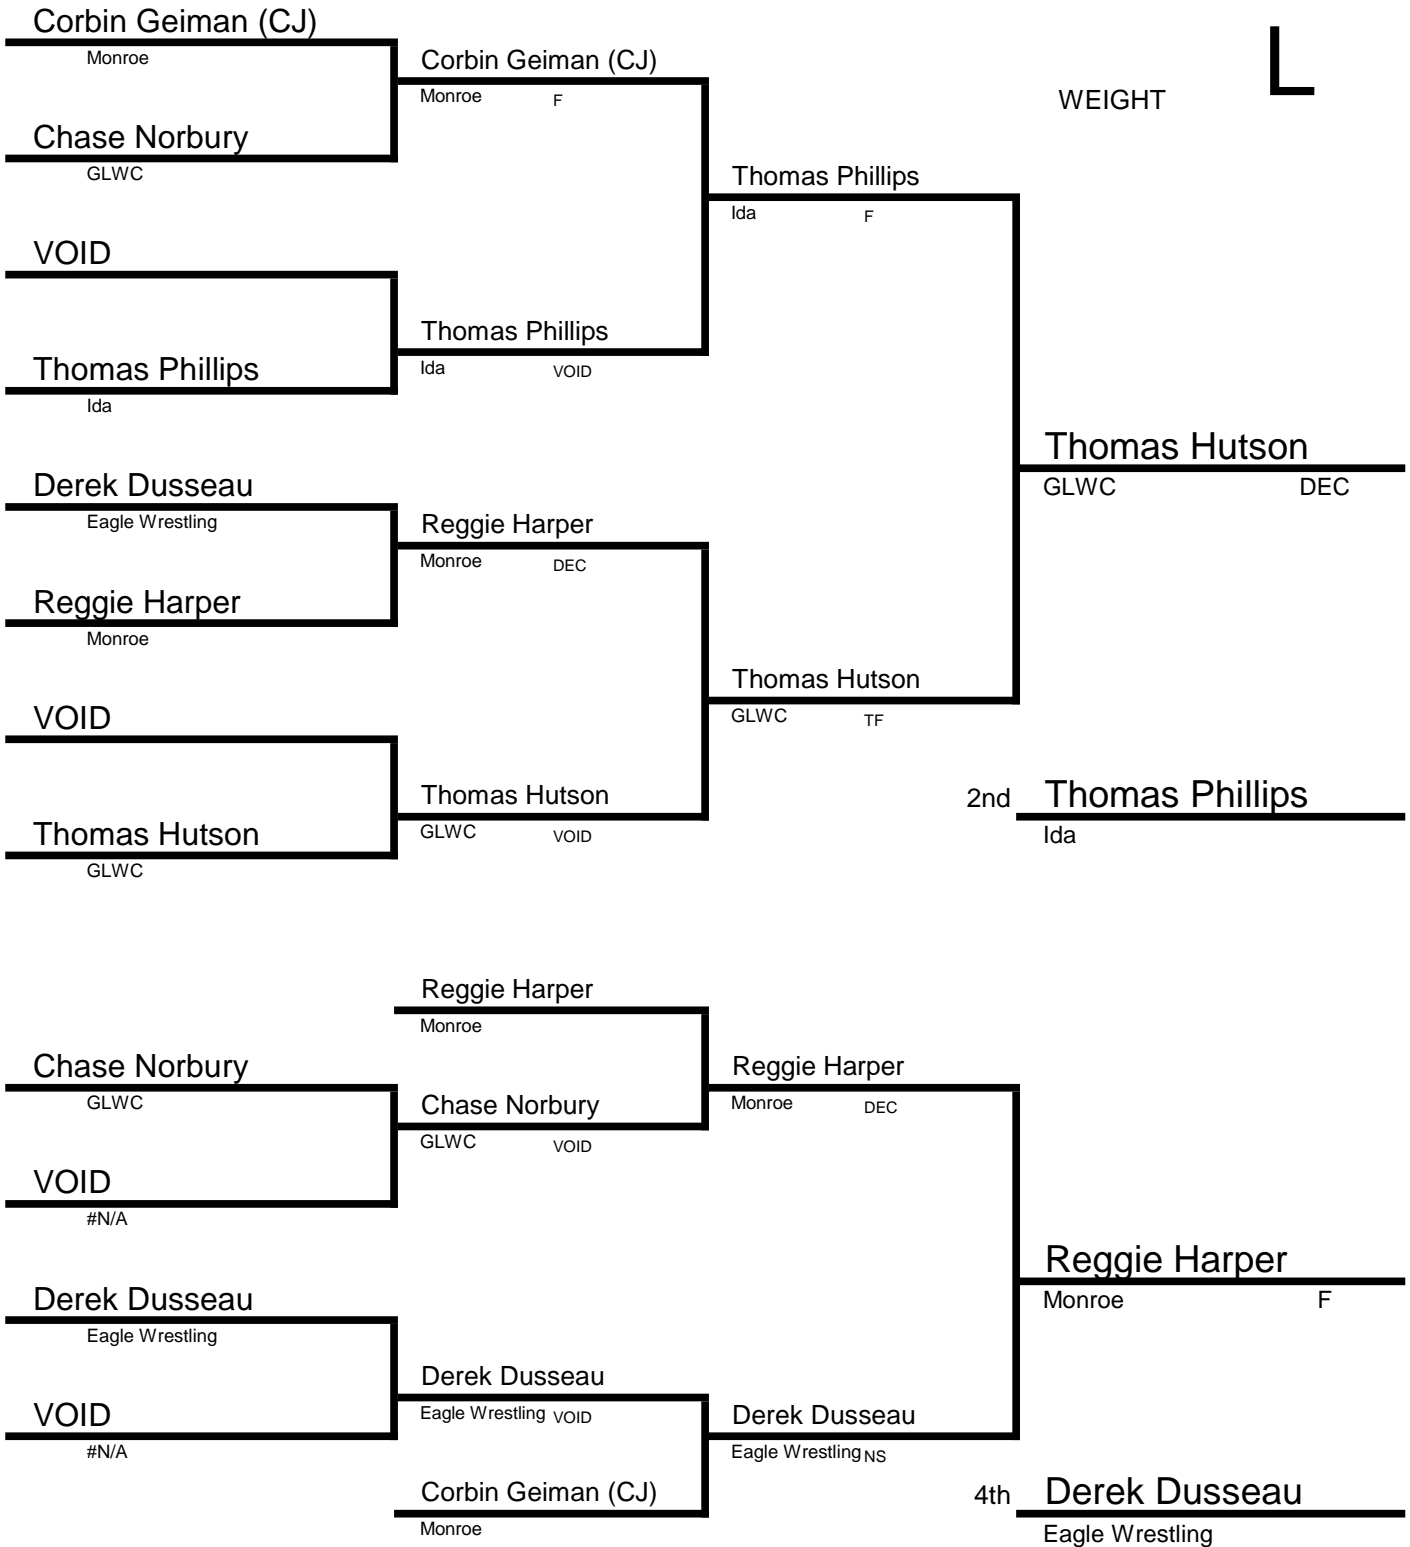 Corbin Geiman (CJ)
Monroe
Corbin Geiman (CJ)
Monroe F
WEIGHT L
Chase Norbury
GLWC
Thomas Phillips
Ida F
VOID
Thomas Phillips
Ida VOID
Thomas Phillips
Ida
Thomas Hutson
GLWC DEC
Derek Dusseau
Eagle Wrestling
Reggie Harper
Monroe DEC
Reggie Harper
Monroe
Thomas Hutson
GLWC TF
VOID
Thomas Hutson
GLWC VOID
2nd Thomas Phillips
Ida
Thomas Hutson
GLWC
Reggie Harper
Monroe
Chase Norbury
GLWC
Reggie Harper
Monroe DEC
Chase Norbury
GLWC VOID
VOID
#N/A
Reggie Harper
Monroe F
Derek Dusseau
Eagle Wrestling
Derek Dusseau
Eagle Wrestling VOID
VOID
#N/A
Derek Dusseau
Eagle Wrestling NS
Corbin Geiman (CJ)
Monroe
4th Derek Dusseau
Eagle Wrestling